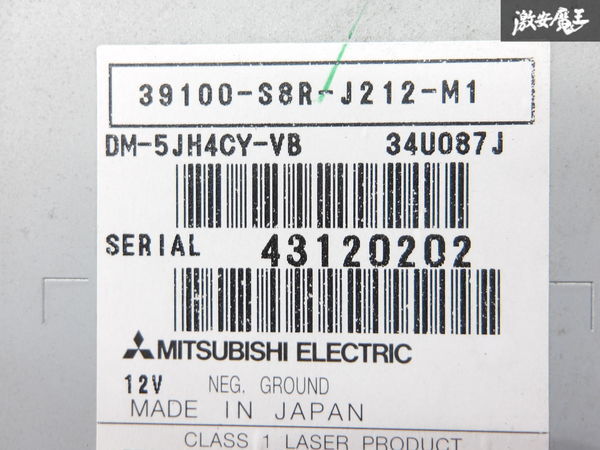 激安魔王
39100-S8R-J212-M1
DM-5JH4CY-VB 34U087J
SERIAL 43120202
MITSUBISHI ELECTRIC
12V NEG. GROUND
MADE IN JAPAN
CLASS 1 LASER PRODUCT